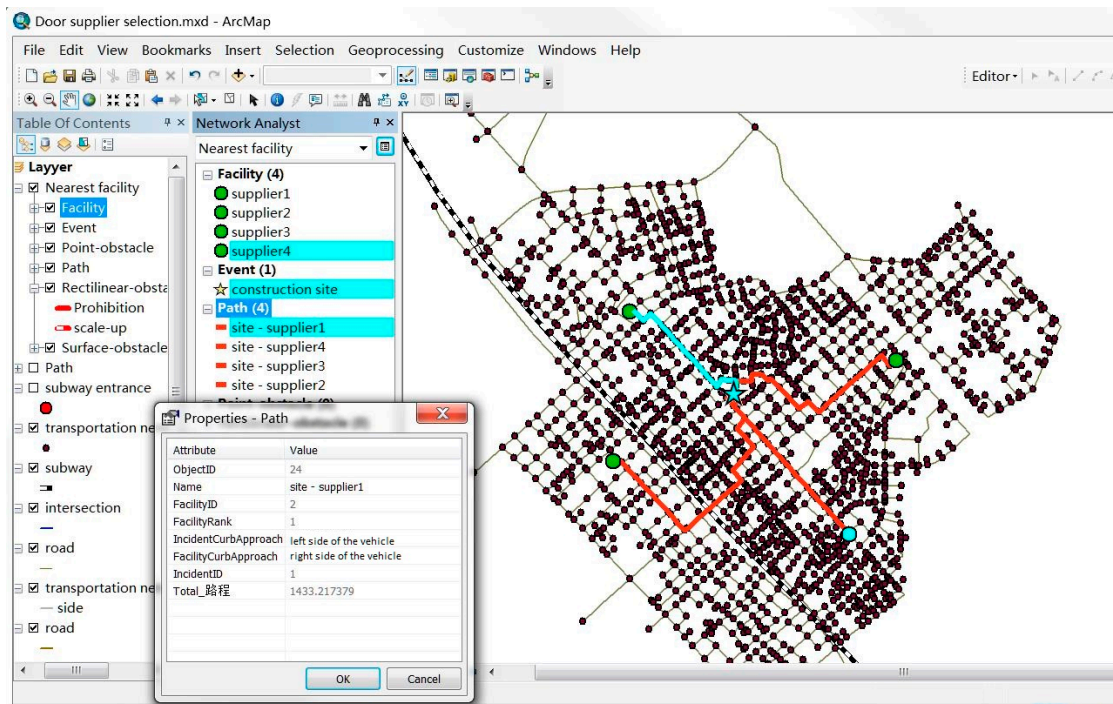 Door supplier selection.mxd - ArcMap
File Edit View Bookmarks Insert Selection Geoprocessing Customize Windows Help
Editor
Table Of Contents
Network Analyst
Nearest facility
Layyer
Nearest facility
Facility
Event
Point-obstacle
Path
Rectilinear-obsta
Prohibition
scale-up
Surface-obstacle
Path
subway entrance
transportation ne
subway
intersection
road
transportation ne
side
road
Facility (4)
supplier1
supplier2
supplier3
supplier4
Event (1)
construction site
Path (4)
site - supplier1
site - supplier4
site - supplier3
site - supplier2
Properties - Path
Attribute Value
ObjectID 24
Name site - supplier1
FacilityID 2
FacilityRank 1
IncidentCurbApproach left side of the vehicle
FacilityCurbApproach right side of the vehicle
IncidentID 1
Total_路程 1433.217379
OK Cancel